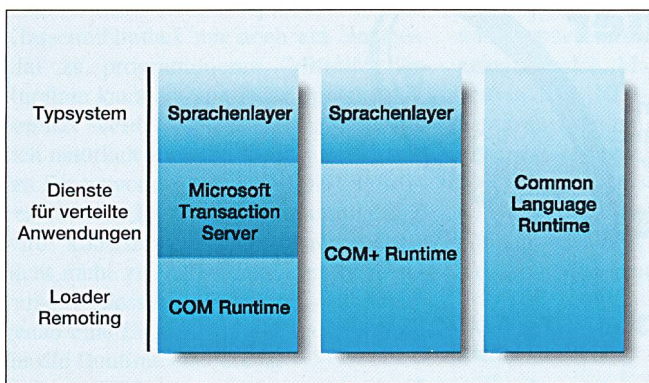 Typsystem
Dienste
für verteilte
Anwendungen
Loader
Remoting
Sprachenlayer
Microsoft
Transaction
Server
COM Runtime
Sprachenlayer
COM+ Runtime
Common
Language
Runtime